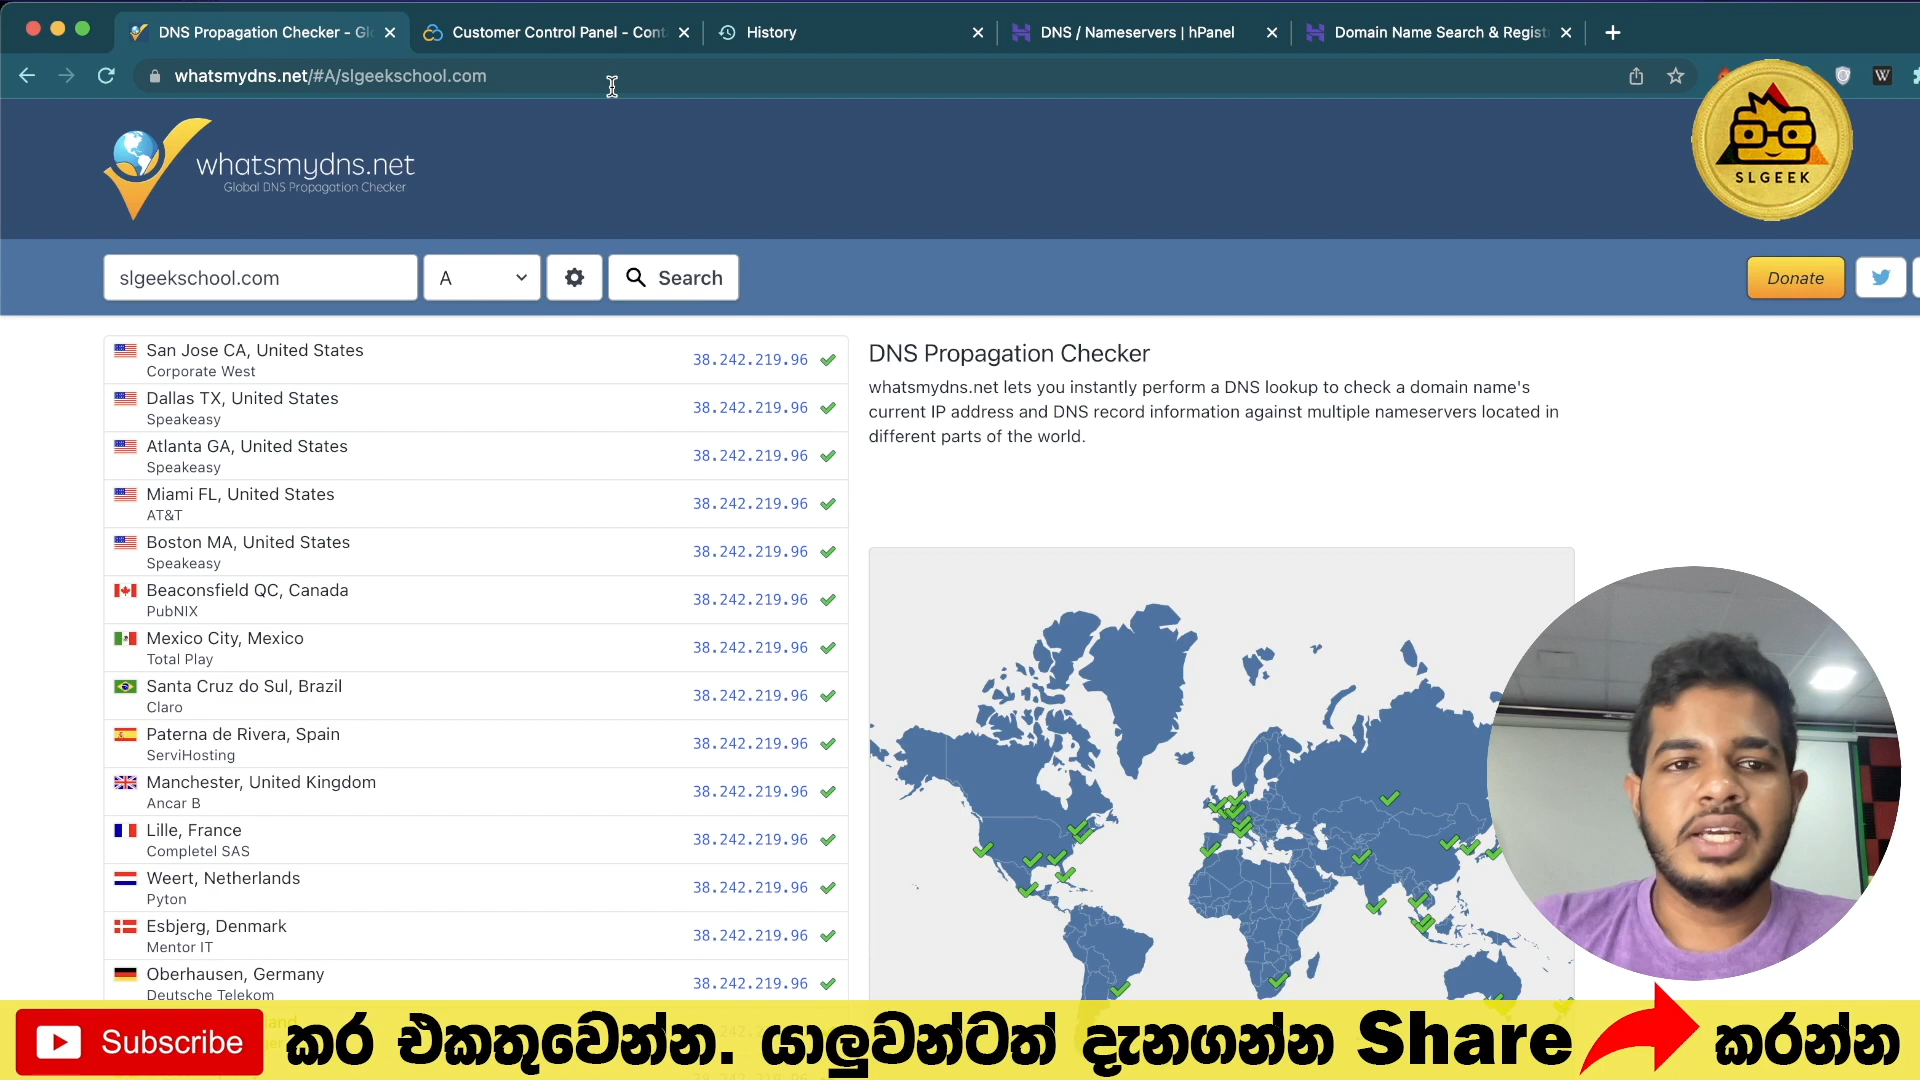 DNS Propagation Checker - Gl
Customer Control Panel - Cont
History
DNS / Nameservers | hPanel
Domain Name Search & Regist
whatsmydns.net/#A/slgeekschool.com
W
whatsmydns.net
Global DNS Propagation Checker
SLGEEK
slgeekschool.com
A
Search
Donate
San Jose CA, United States
Corporate West
38.242.219.96
Dallas TX, United States
Speakeasy
38.242.219.96
Atlanta GA, United States
Speakeasy
38.242.219.96
Miami FL, United States
AT&T
38.242.219.96
Boston MA, United States
Speakeasy
38.242.219.96
Beaconsfield QC, Canada
PubNIX
38.242.219.96
Mexico City, Mexico
Total Play
38.242.219.96
Santa Cruz do Sul, Brazil
Claro
38.242.219.96
Paterna de Rivera, Spain
ServiHosting
38.242.219.96
Manchester, United Kingdom
Ancar B
38.242.219.96
Lille, France
Completel SAS
38.242.219.96
Weert, Netherlands
Pyton
38.242.219.96
Esbjerg, Denmark
Mentor IT
38.242.219.96
Oberhausen, Germany
Deutsche Telekom
38.242.219.96
DNS Propagation Checker
whatsmydns.net lets you instantly perform a DNS lookup to check a domain name's
current IP address and DNS record information against multiple nameservers located in
different parts of the world.
Subscribe කර එකතුවෙන්න. යාලුවන්ටත් දැනගන්න Share කරන්න